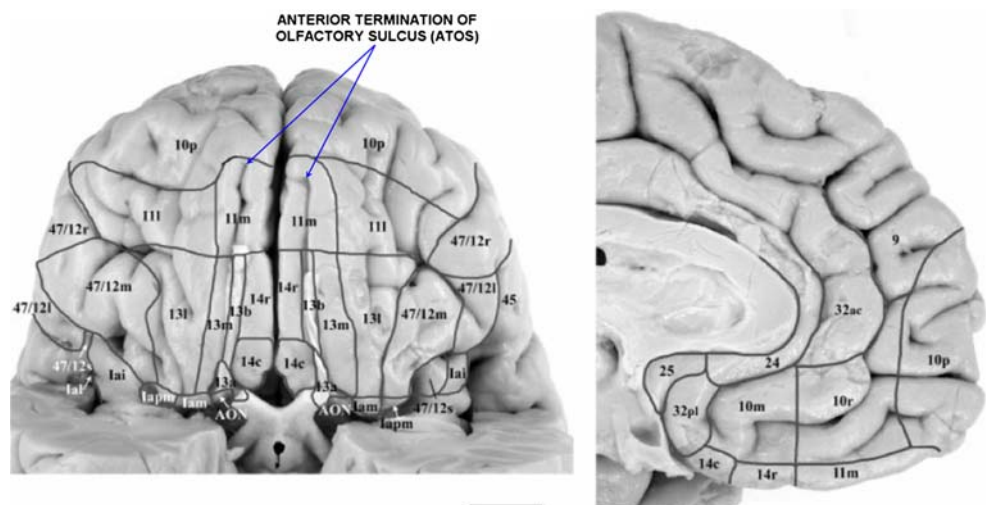 ANTERIOR TERMINATION OF
OLFACTORY SULCUS (ATOS)
10p
10p
11l
11m
11m
11l
47/12r
47/12r
47/12m
47/12l
13l
13m
13b
14r
14r
13b
13m
13l
47/12m
47/12l
45
47/12s
Ial
Iai
14c
14c
13a
13a
Iapm
Iam
AON
AON
Iam
Iapm
47/12s
Iai
9
32ac
10p
25
24
32pl
10m
10r
14c
14r
11m